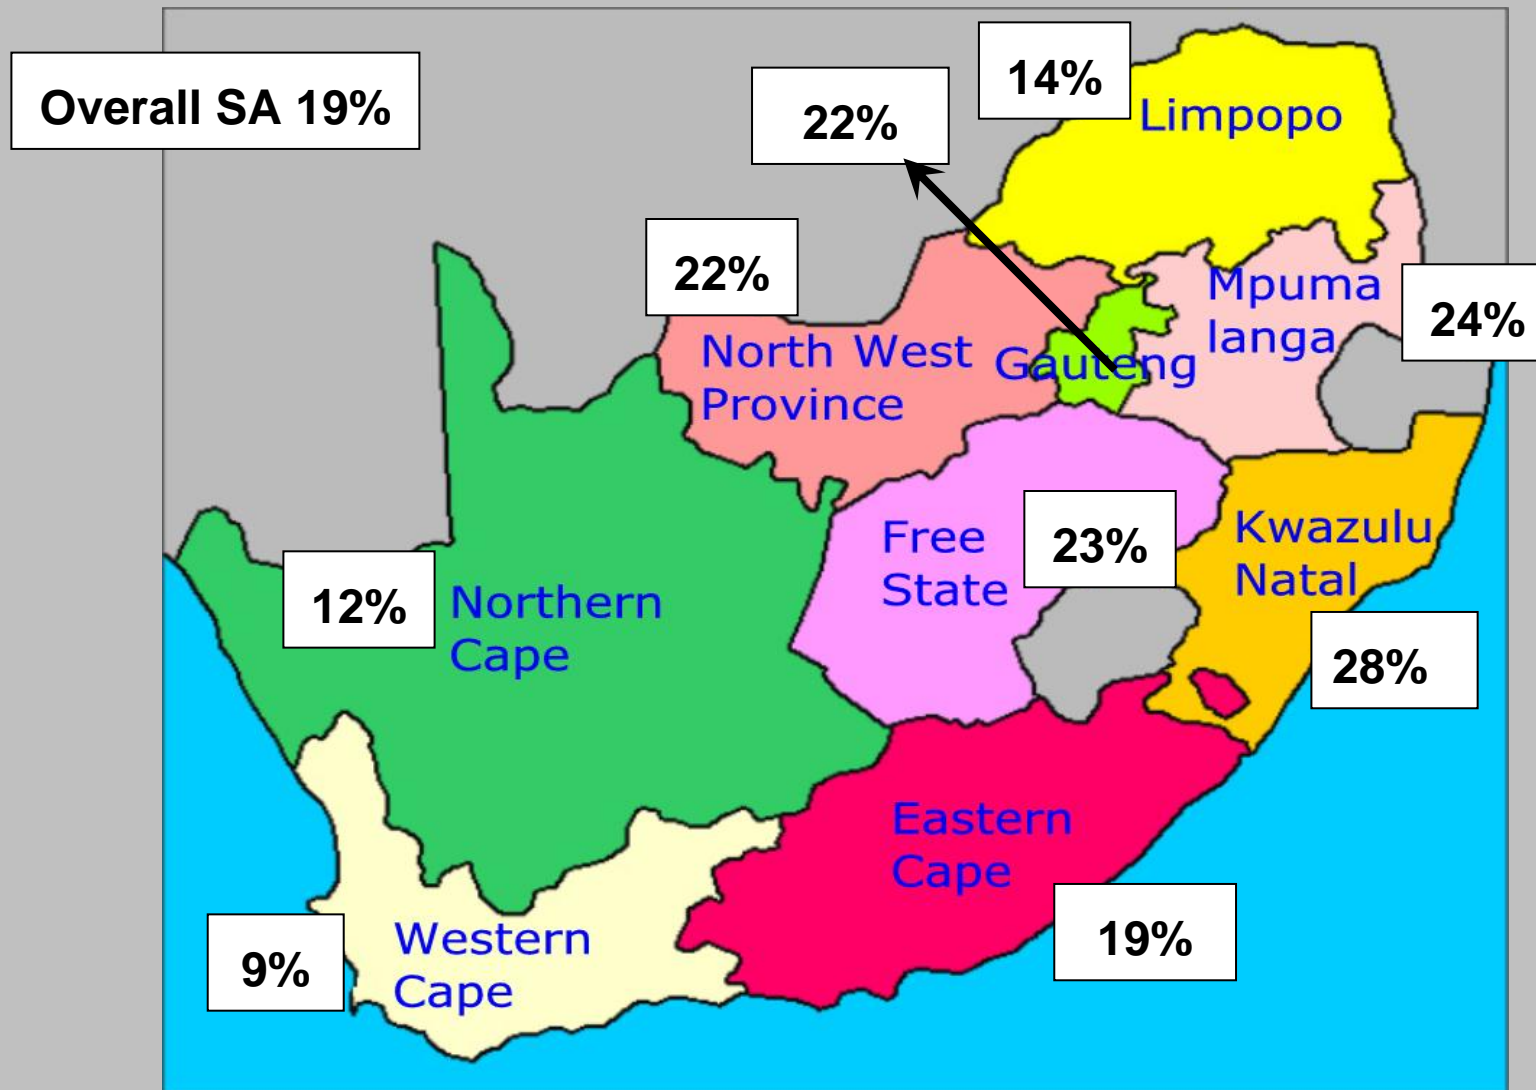 Overall SA 19%
14%
Limpopo
22%
22%
Mpuma
langa
24%
North West
Province
Gauteng
Free
State
23%
Kwazulu
Natal
12%
Northern
Cape
28%
Eastern
Cape
19%
9%
Western
Cape